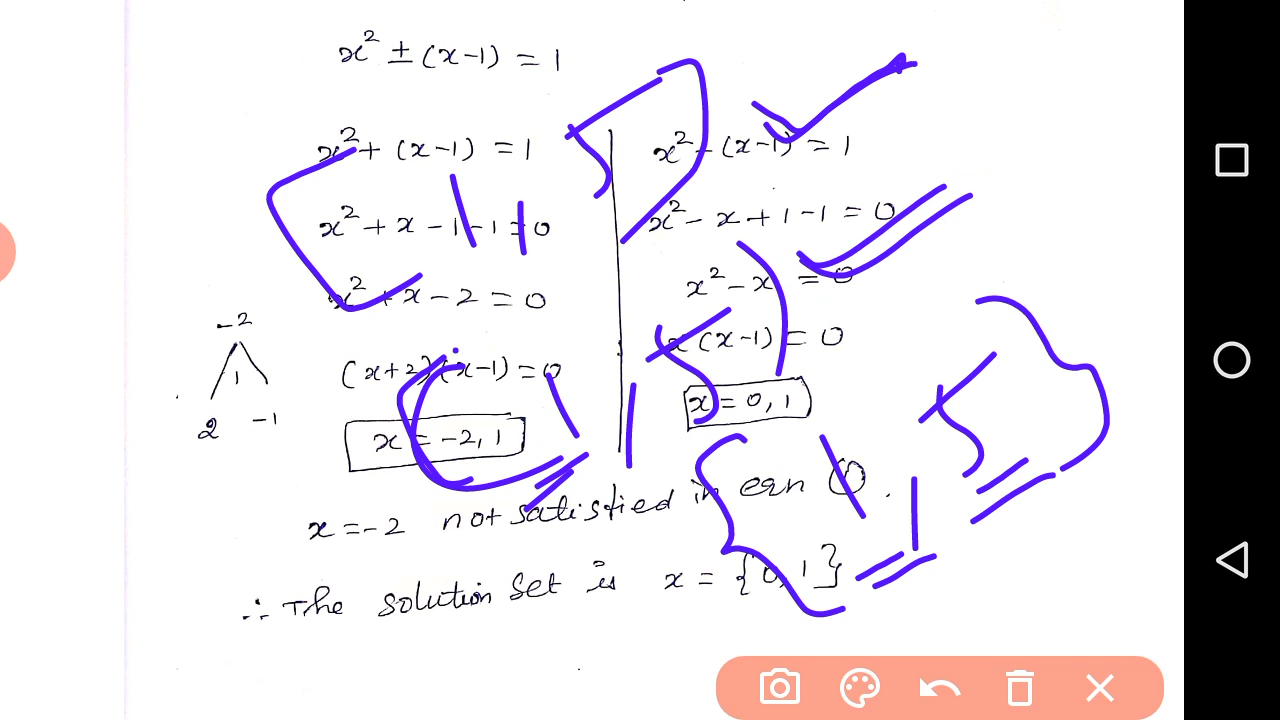 x² ± (x-1) = 1
x² + (x-1) = 1
x² + x - 1 - 1 = 0
x² + x - 2 = 0
-2
1
2 -1
(x+2)(x-1) = 0
x = -2, 1
x² - (x-1) = 1
x² - x + 1 - 1 = 0
x² - x = 0
x (x-1) = 0
x = 0, 1
x = -2 not satisfied in eqn ①.
∴ The solution set is x = {0, 1}